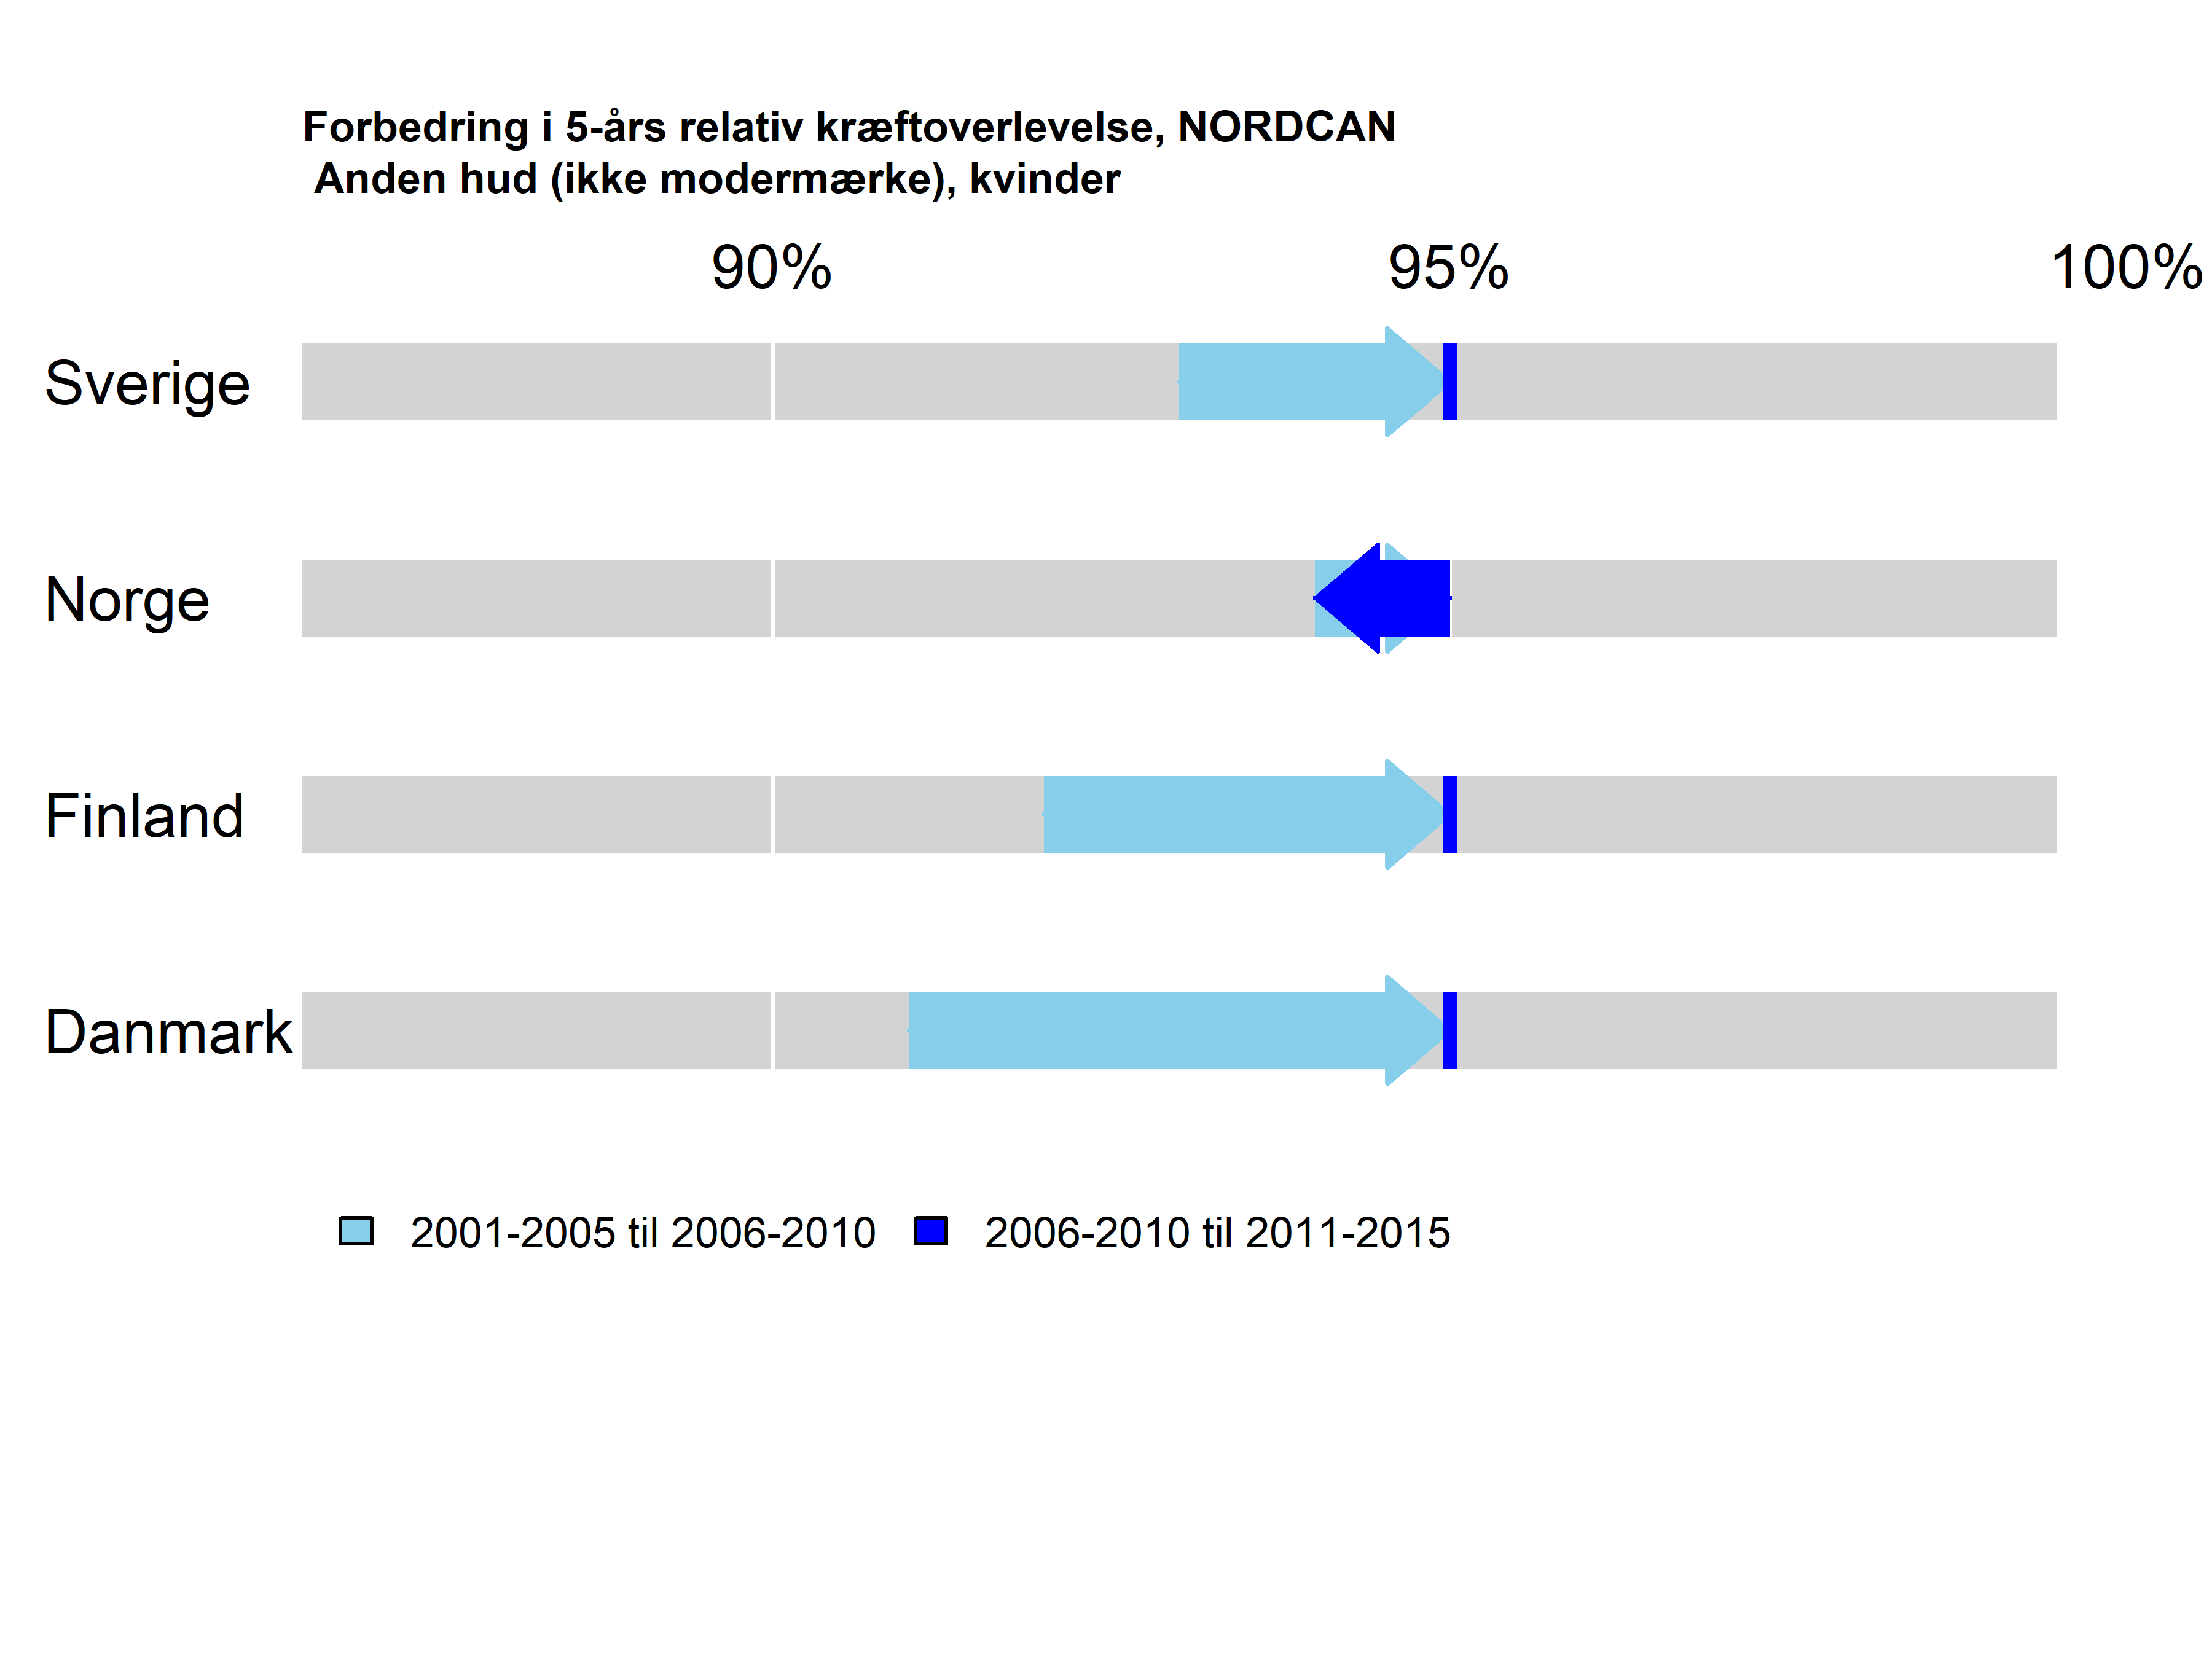 Forbedring i 5-års relativ kræftoverlevelse, NORDCAN
Anden hud (ikke modermærke), kvinder
90% 95% 100%
Sverige
Norge
Finland
Danmark
2001-2005 til 2006-2010 2006-2010 til 2011-2015